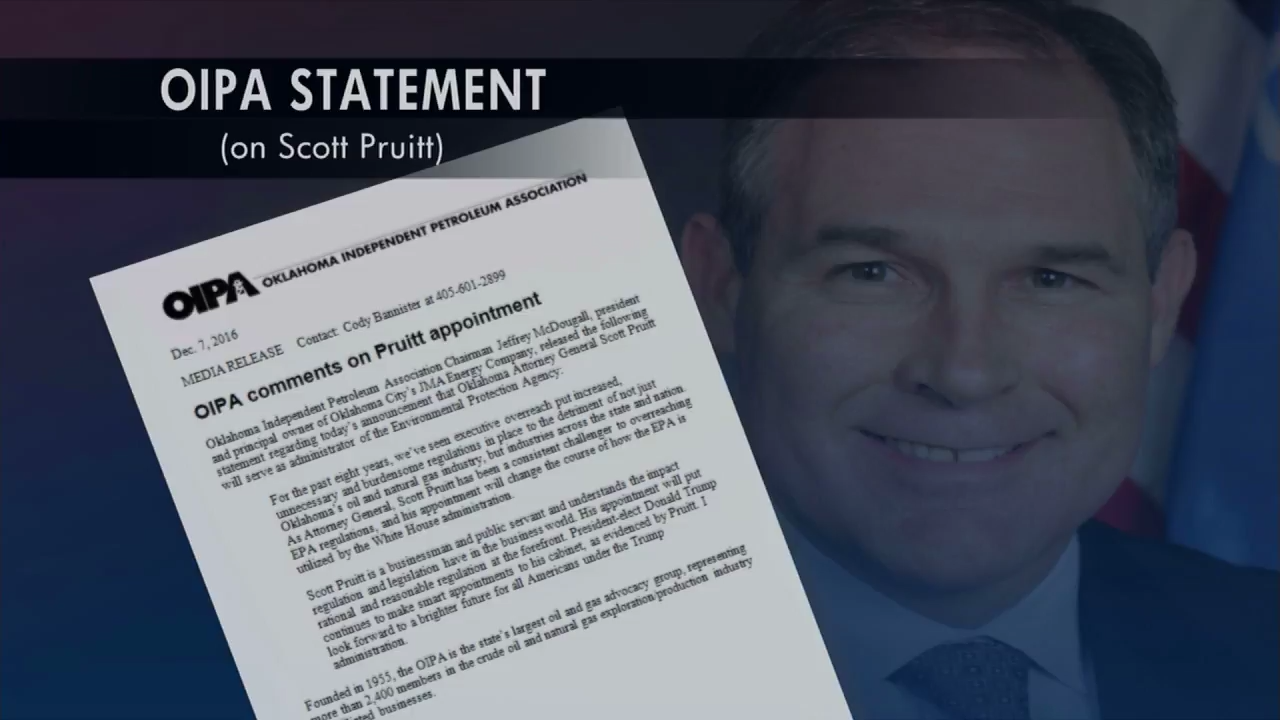 OIPA STATEMENT
(on Scott Pruitt)
OIPA OKLAHOMA INDEPENDENT PETROLEUM ASSOCIATION
Dec. 7, 2016
MEDIA RELEASE Contact: Cody Bannister at 405-601-2899
OIPA comments on Pruitt appointment
Oklahoma Independent Petroleum Association Chairman Jeffrey McDougall, president
and principal owner of Oklahoma City's JMA Energy Company, released the following
statement regarding today's announcement that Oklahoma Attorney General Scott Pruitt
will serve as administrator of the Environmental Protection Agency:
For the past eight years, we've seen executive overreach put increased,
unnecessary and burdensome regulations in place to the detriment of not just
Oklahoma's oil and natural gas industry, but industries across the state and nation.
As Attorney General, Scott Pruitt has been a consistent challenger to overreaching
EPA regulations, and his appointment will change the course of how the EPA is
utilized by the White House administration.
Scott Pruitt is a businessman and public servant and understands the impact
regulation and legislation have in the business world. His appointment will put
rational and reasonable regulation at the forefront. President-elect Donald Trump
continues to make smart appointments to his cabinet, as evidenced by Pruitt. I
look forward to a brighter future for all Americans under the Trump
administration.
Founded in 1955, the OIPA is the state's largest oil and gas advocacy group, representing
more than 2,400 members in the crude oil and natural gas exploration/production industry
businesses.